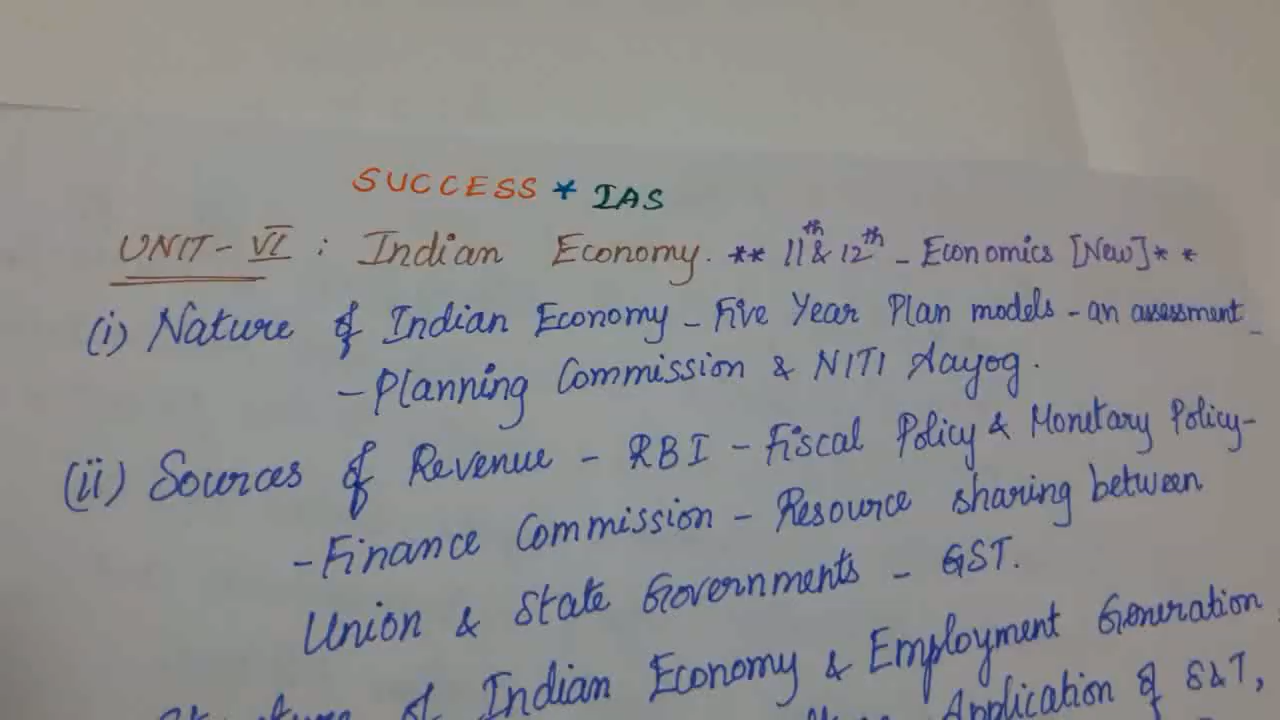 SUCCESS * IAS
UNIT - VI : Indian Economy. ** 11th & 12th - Economics [New] * *
(i) Nature of Indian Economy - Five Year Plan models - an assessment -
- Planning Commission & NITI Aayog.
(ii) Sources of Revenue - RBI - Fiscal Policy & Monetary Policy -
- Finance Commission - Resource sharing between
Union & State Governments - GST.
of Indian Economy & Employment Generation
Application of S&T,